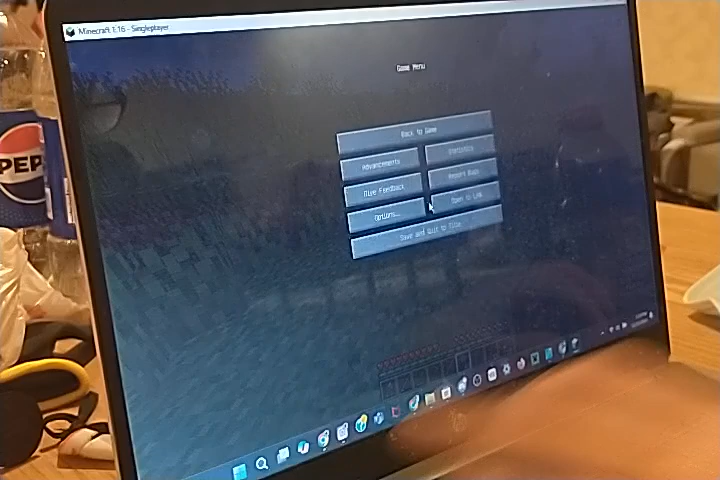 Minecraft 1.16 - Singleplayer
Game Menu
Back to Game
Advancements
Statistics
Give Feedback
Report Bugs
Options...
Open to LAN
Save and Quit to Title
PEP